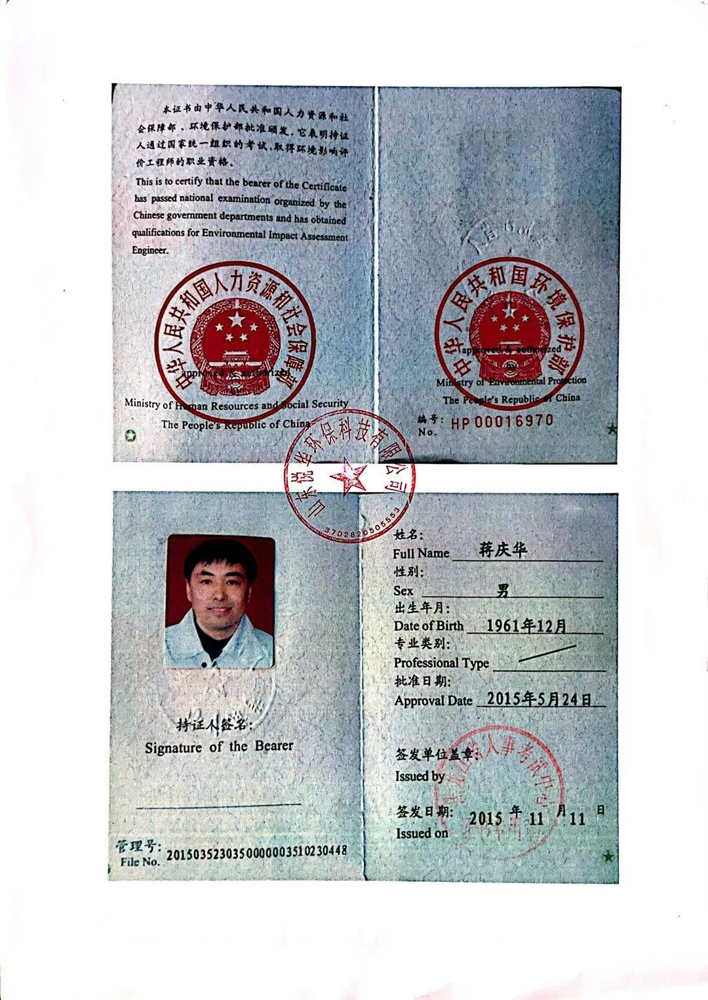 本证书由中华人民共和国人力资源和社
会保障部、环境保护部批准颁发。它表明持证
人通过国家统一组织的考试,取得环境影响评
价工程师的职业资格。
This is to certify that the bearer of the Certificate
has passed national examination organized by the
Chinese government departments and has obtained
qualifications for Environmental Impact Assessment
Engineer.
中华人民共和国人力资源和社会保障部
approved & authorized
by
Ministry of Human Resources and Social Security
The People's Republic of China
中华人民共和国环境保护部
approved & authorized
by
Ministry of Environmental Protection
The People's Republic of China
编号:
No.
HP 00016970
山东优华环保科技有限公司
3702820505553
持证人签名:
Signature of the Bearer
管理号:
File No.
2015035230350000003510230448
姓名:
Full Name 蒋庆华
性别:
Sex 男
出生年月:
Date of Birth 1961年12月
专业类别:
Professional Type
批准日期:
Approval Date 2015年5月24日
签发单位盖章:
Issued by
人事考试中心
签发日期: 2015 年 11 月 11 日
Issued on